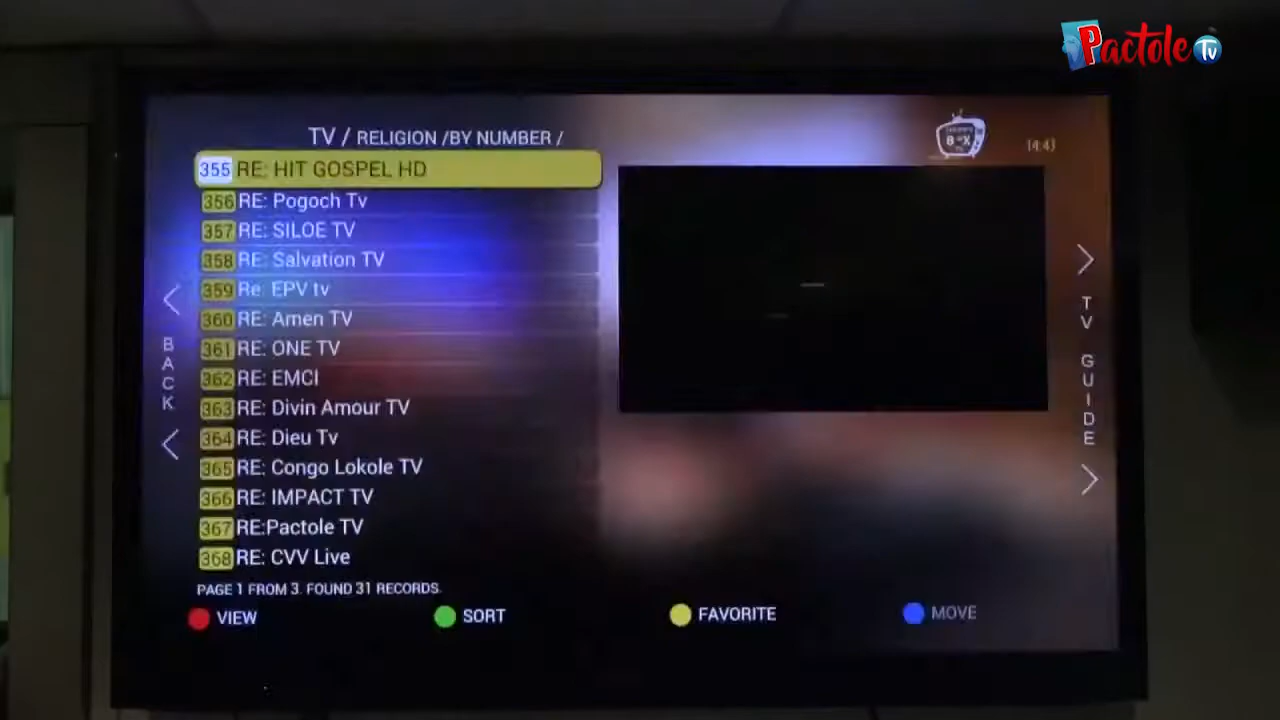 Pactole Tv
TV / RELIGION /BY NUMBER /
14:43
355 RE: HIT GOSPEL HD
356 RE: Pogoch Tv
357 RE: SILOE TV
358 RE: Salvation TV
359 Re: EPV tv
360 RE: Amen TV
361 RE: ONE TV
362 RE: EMCI
363 RE: Divin Amour TV
364 RE: Dieu Tv
365 RE: Congo Lokole TV
366 RE: IMPACT TV
367 RE:Pactole TV
368 RE: CVV Live
PAGE 1 FROM 3. FOUND 31 RECORDS.
VIEW
SORT
FAVORITE
MOVE
BACK
TV GUIDE